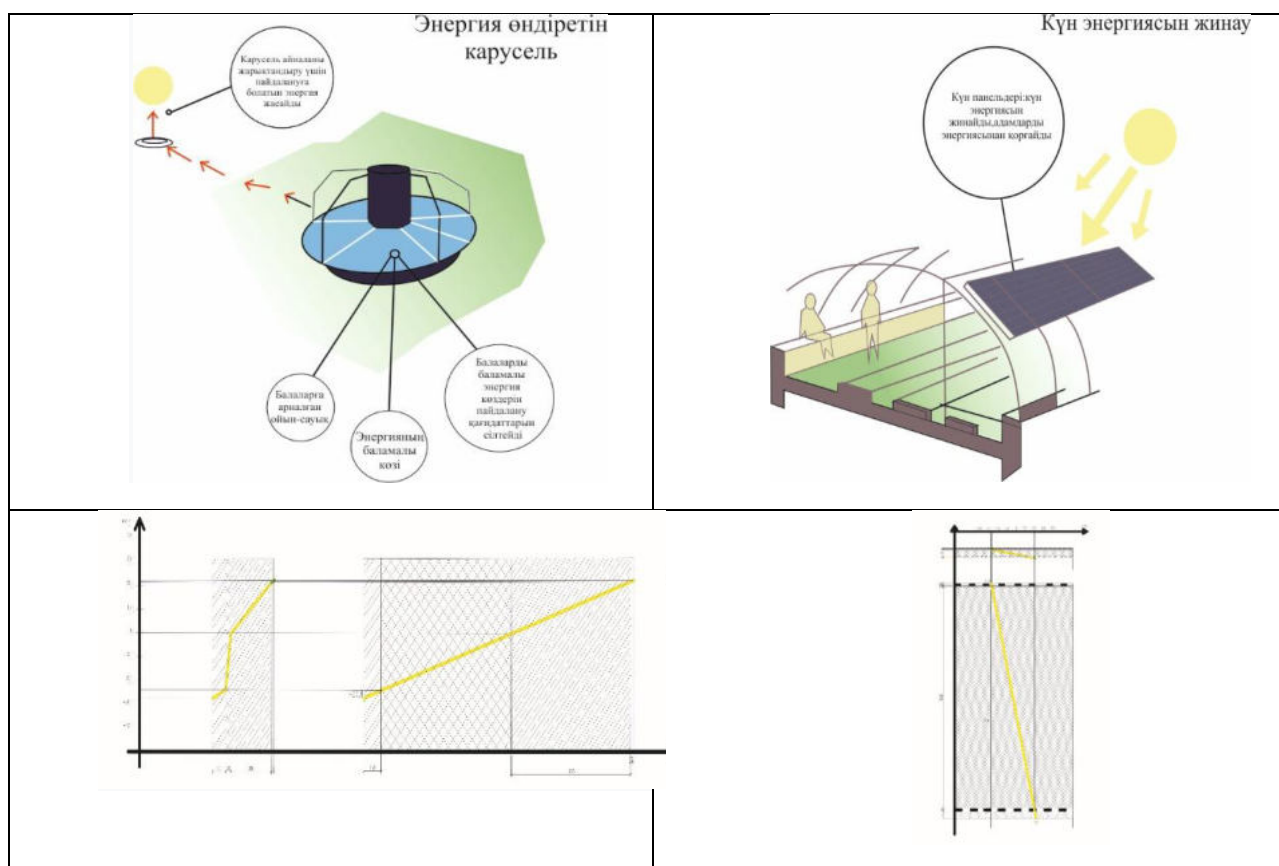 Энергия өндіретін
карусель
Карусель айналаны
жарықтандыру үшін
пайдалануға
болатын энергия
жасайды
Балаларға
арналған
ойын-сауық
Энергияның
баламалы
көзі
Балаларды
баламалы
энергия
көздерін
пайдалану
қағидаттарын
сілтейді
Күн энергиясын жинау
Күн панельдері:күн
энергиясын
жинайды,адамдарды
энергиясынан қорғайды